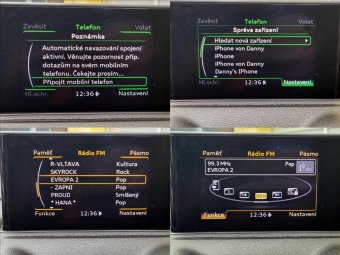 Zavěsit Telefon Volat
Poznámka
Automatické navazování spojení
aktivní. Věnujte pozornost příp.
dotazům na svém mobilním
telefonu. Čekejte prosím...
Připojit mobilní telefon
HLschr. 12:36 Nastavení
Zavěsit Telefon Volat
Správa zařízení
Hledat nová zařízení
iPhone von Danny
iPhone
iPhone von Danny
Danny's IPhone
HLschr. 12:36 Nastavení
Paměť Rádio FM Pásmo
R-VLTAVA Kultura
SKYROCK Rock
EVROPA 2 Pop
- ZAPNI Pop
PROUD Smíšený
* HANA * Pop
Funkce 12:36 Nastavení
Paměť Rádio FM Pásmo
99.3 MHz Pop
EVROPA 2
Funkce 12:36 Nastavení